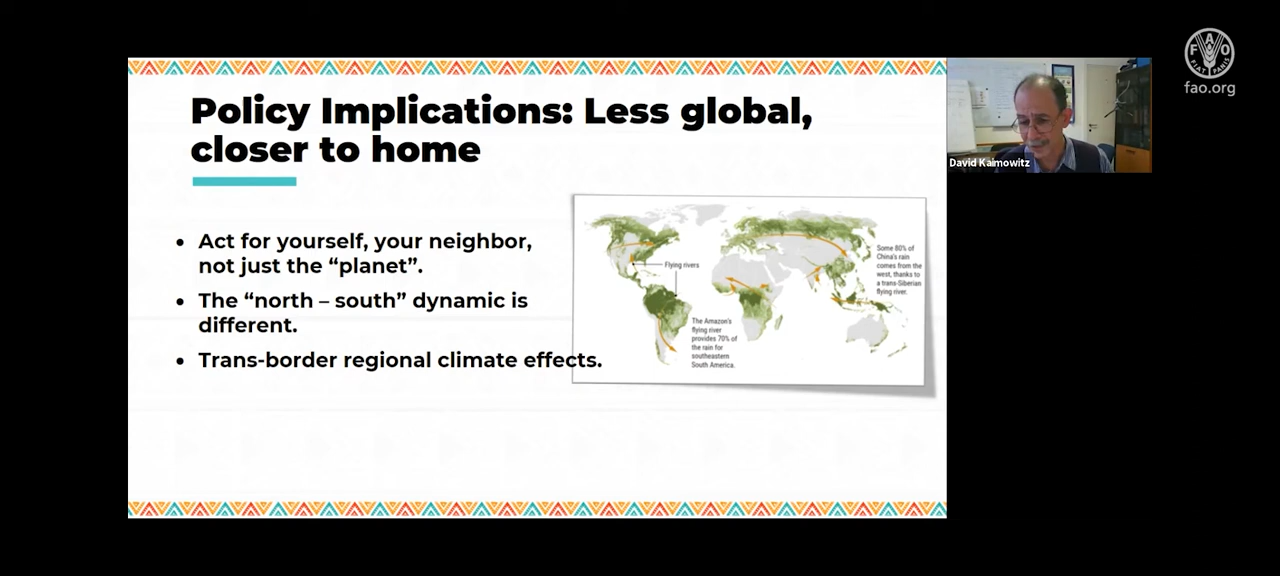 Policy Implications: Less global,
closer to home
• Act for yourself, your neighbor,
not just the “planet”.
• The “north – south” dynamic is
different.
• Trans-border regional climate effects.
Flying rivers
The Amazon's
flying river
provides 70% of
the rain for
southeastern
South America.
Some 80% of
China's rain
comes from the
west, thanks to
a trans-Siberian
flying river.
David Kaimowitz
FAO
FIAT PANIS
fao.org